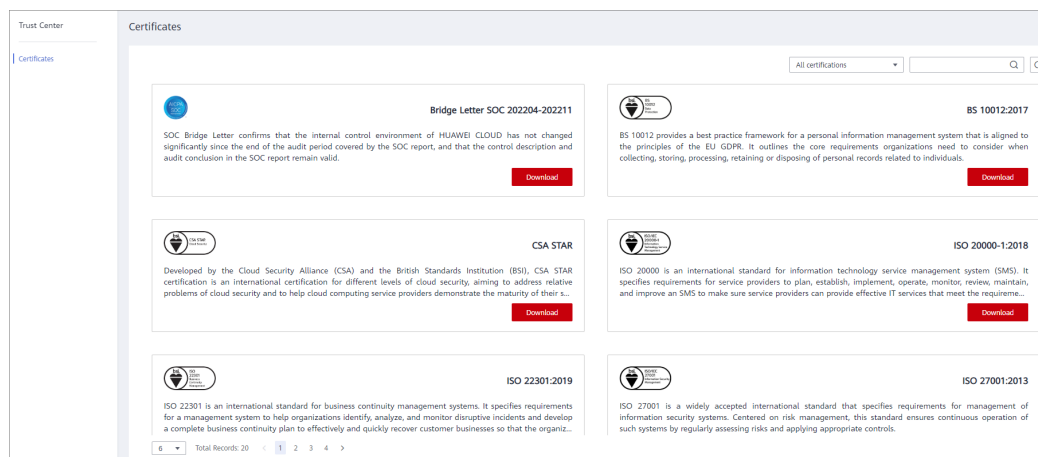 Trust Center
Certificates
Certificates
All certifications
Bridge Letter SOC 202204-202211
SOC Bridge Letter confirms that the internal control environment of HUAWEI CLOUD has not changed
significantly since the end of the audit period covered by the SOC report, and that the control description and
audit conclusion in the SOC report remain valid.
Download
BS 10012:2017
BS 10012 provides a best practice framework for a personal information management system that is aligned to
the principles of the EU GDPR. It outlines the core requirements organizations need to consider when
collecting, storing, processing, retaining or disposing of personal records related to individuals.
Download
CSA STAR
Developed by the Cloud Security Alliance (CSA) and the British Standards Institution (BSI), CSA STAR
certification is an international certification for different levels of cloud security, aiming to address relative
problems of cloud security and to help cloud computing service providers demonstrate the maturity of their s...
Download
ISO 20000-1:2018
ISO 20000 is an international standard for information technology service management system (SMS). It
specifies requirements for service providers to plan, establish, implement, operate, monitor, review, maintain,
and improve an SMS to make sure service providers can provide effective IT services that meet the requireme...
Download
ISO 22301:2019
ISO 22301 is an international standard for business continuity management systems. It specifies requirements
for a management system to help organizations identify, analyze, and monitor disruptive incidents and develop
a complete business continuity plan to effectively and quickly recover customer businesses so that the organiz...
ISO 27001:2013
ISO 27001 is a widely accepted international standard that specifies requirements for management of
information security systems. Centered on risk management, this standard ensures continuous operation of
such systems by regularly assessing risks and applying appropriate controls.
6 Total Records: 20 < 1 2 3 4 >